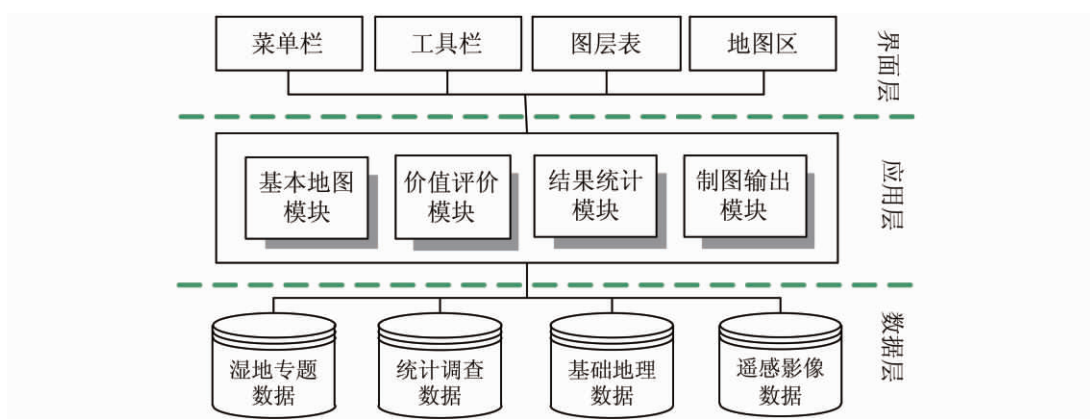 菜单栏
工具栏
图层表
地图区
界面层
基本地图
模块
价值评价
模块
结果统计
模块
制图输出
模块
应用层
湿地专题
数据
统计调查
数据
基础地理
数据
遥感影像
数据
数据层